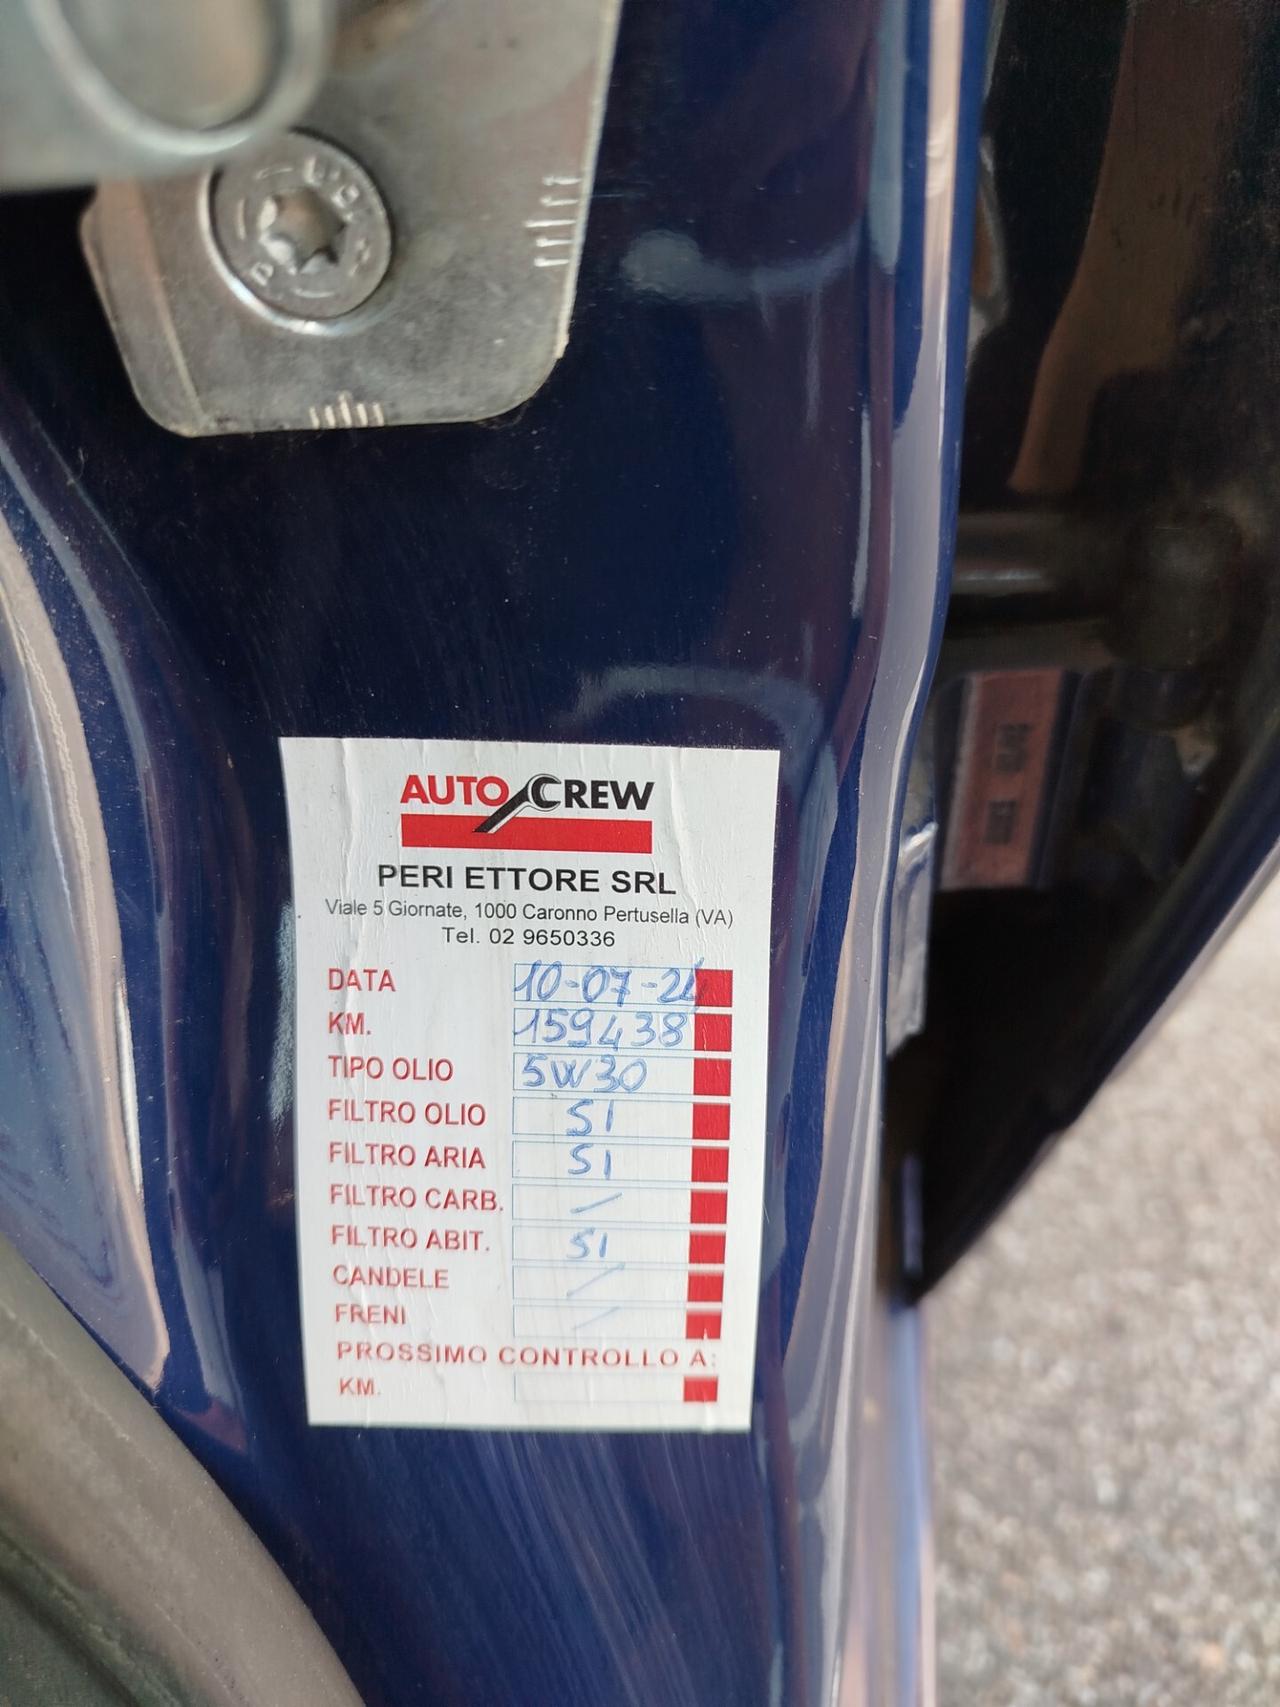 AUTO CREW
PERI ETTORE SRL
Viale 5 Giornate, 1000 Caronno Pertusella (VA)
Tel. 02 9650336
DATA 10-07-24
KM. 159438
TIPO OLIO 5W30
FILTRO OLIO SI
FILTRO ARIA SI
FILTRO CARB. /
FILTRO ABIT. SI
CANDELE /
FRENI /
PROSSIMO CONTROLLO A:
KM.